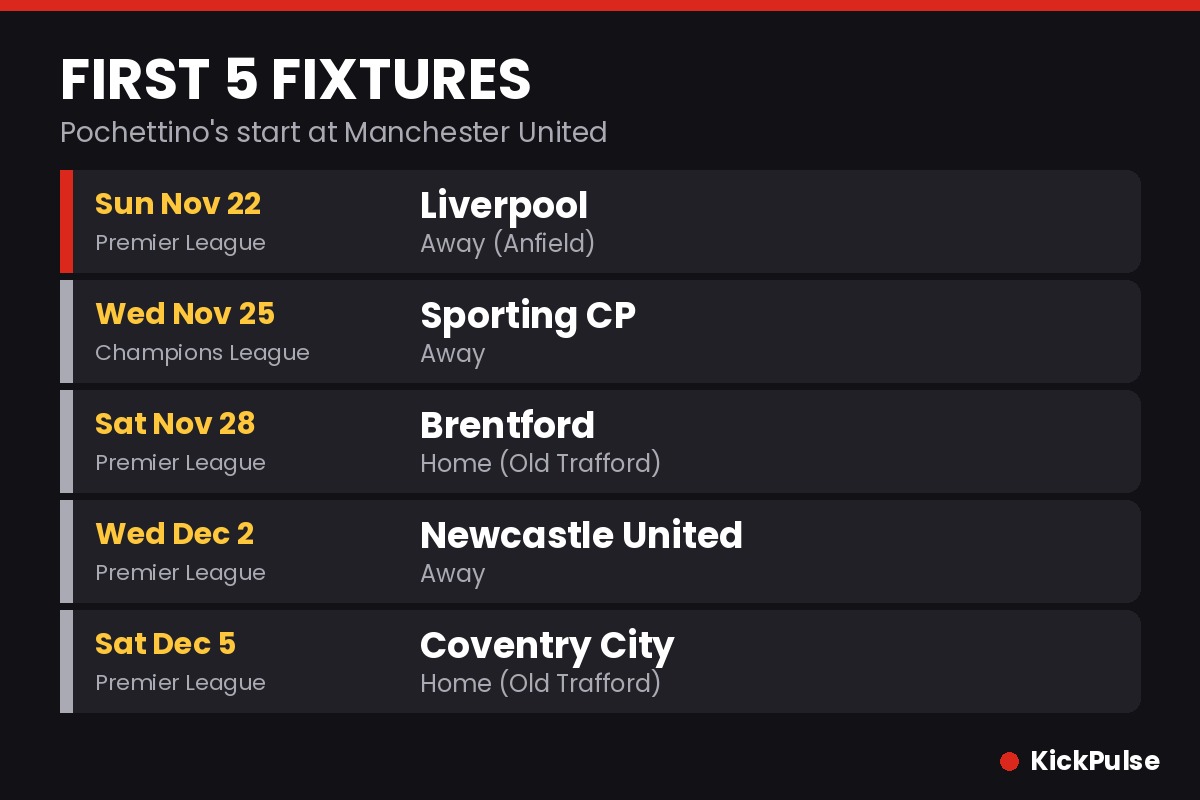 FIRST 5 FIXTURES
Pochettino's start at Manchester United
Sun Nov 22
Premier League
Liverpool
Away (Anfield)
Wed Nov 25
Champions League
Sporting CP
Away
Sat Nov 28
Premier League
Brentford
Home (Old Trafford)
Wed Dec 2
Premier League
Newcastle United
Away
Sat Dec 5
Premier League
Coventry City
Home (Old Trafford)
KickPulse